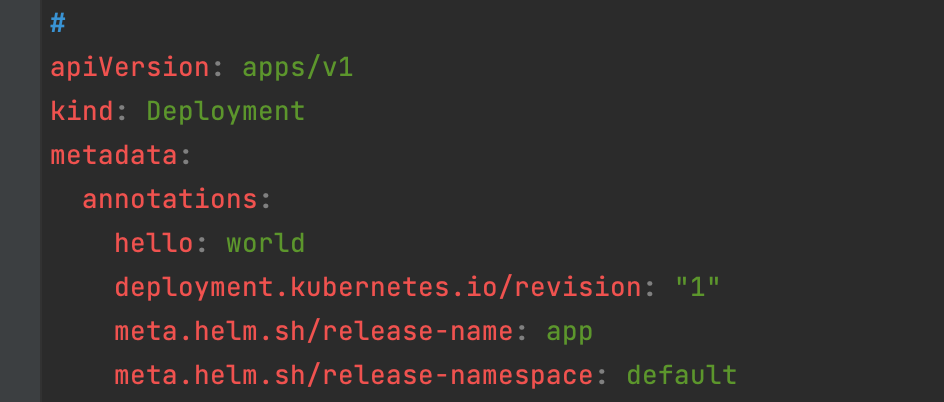 #
apiVersion: apps/v1
kind: Deployment
metadata:
  annotations:
    hello: world
    deployment.kubernetes.io/revision: "1"
    meta.helm.sh/release-name: app
    meta.helm.sh/release-namespace: default